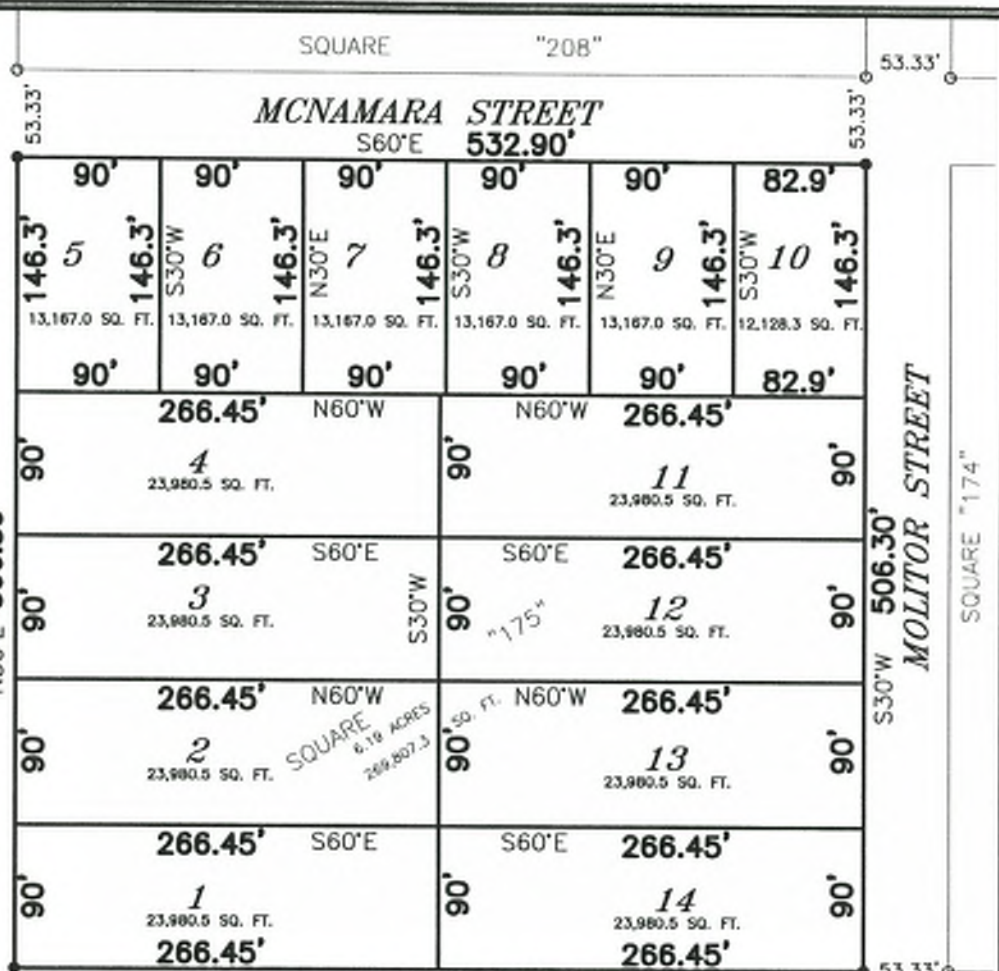 SQUARE "208"
53.33'
53.33'
MCNAMARA STREET
53.33'
S60°E 532.90'
90' 90' 90' 90' 90' 82.9'
146.3' 5 146.3' S30°W 6 146.3' N30°E 7 146.3' S30°W 8 146.3' N30°E 9 146.3' S30°W 10 146.3'
13,167.0 SQ. FT. 13,167.0 SQ. FT. 13,167.0 SQ. FT. 13,167.0 SQ. FT. 13,167.0 SQ. FT. 12,128.3 SQ. FT.
90' 90' 90' 90' 90' 82.9'
266.45' N60°W N60°W 266.45'
90' 4 90' 11 90'
23,980.5 SQ. FT. 23,980.5 SQ. FT.
266.45' S60°E S60°E 266.45'
90' 3 S30°W 90' "175" 12 90'
23,980.5 SQ. FT. 23,980.5 SQ. FT.
506.30'
MOLITOR STREET
SQUARE "174"
S30°W
266.45' N60°W N60°W 266.45'
90' 2 90' 13 90'
23,980.5 SQ. FT. 23,980.5 SQ. FT.
SQUARE
6.19 ACRES
269,807.3 SQ. FT.
266.45' S60°E S60°E 266.45'
90' 1 90' 14 90'
23,980.5 SQ. FT. 23,980.5 SQ. FT.
266.45' 266.45'
53.33'